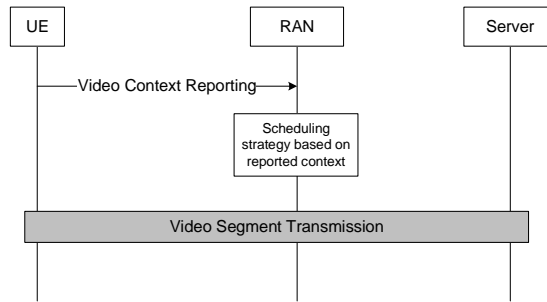 UE
RAN
Server
Video Context Reporting
Scheduling
strategy based on
reported context
Video Segment Transmission